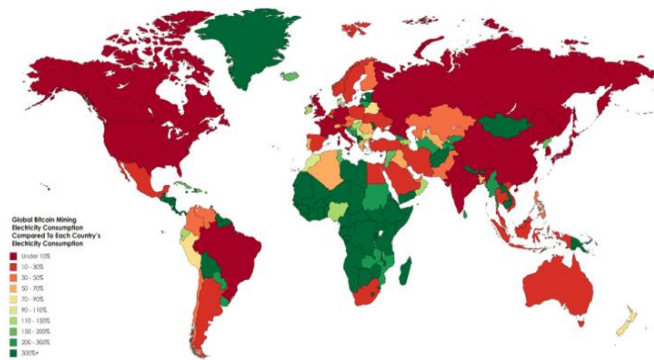 Global Bitcoin Mining
Electricity Consumption
Compared To Each Country's
Electricity Consumption
Under 10%
10 - 30%
30 - 50%
50 - 70%
70 - 90%
90 - 110%
110 - 150%
150 - 200%
200 - 300%
300%+